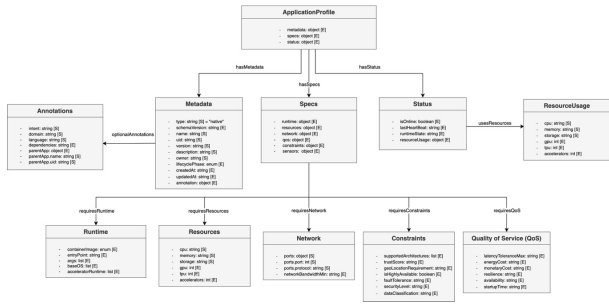 ApplicationProfile
- metadata: object [E]
- specs: object [E]
- status: object [E]
hasMetadata
hasSpecs
hasStatus
Annotations
- intent: string [S]
- domain: string [S]
- language: string [S]
- dependencies: string [E]
- parentApp: object [E]
- parentApp.name: string [E]
- parentApp.uid: string [E]
optionalAnnotations
Metadata
- type: string [S] = "native"
- schemaVersion: string [E]
- name: string [S]
- uid: string [E]
- version: string [S]
- description: string [S]
- owner: string [S]
- lifecyclePhase: enum [E]
- createdAt: string [E]
- updatedAt: string [E]
- annotation: object [E]
Specs
- runtime: object [E]
- resources: object [E]
- network: object [E]
- qos: object [E]
- constraints: object [E]
- sensors: object [E]
Status
- isOnline: boolean [E]
- lastHeartBeat: string [E]
- runtimeState: string [E]
- resourceUsage: object [E]
usesResources
ResourceUsage
- cpu: string [S]
- memory: string [S]
- storage: string [S]
- gpu: int [E]
- tpu: int [E]
- accelerators: int [E]
requiresRuntime
requiresResources
requiresNetwork
requiresConstraints
requiresQoS
Runtime
- containerImage: enum [E]
- entryPoint: string [E]
- args: list [E]
- baseOS: list [E]
- acceleratorRuntime: list [E]
Resources
- cpu: string [S]
- memory: string [S]
- storage: string [S]
- gpu: int [E]
- tpu: int [E]
- accelerators: int [E]
Network
- ports: object [S]
- ports.port: int [S]
- ports.protocol: string [S]
- networkBandwidthMin: string [E]
Constraints
- supportedArchitectures: list [E]
- trustScore: string [E]
- geoLocationRequirement: string [E]
- isHighlyAvailable: boolean [E]
- faultTolerance: string [E]
- securityLevel: string [E]
- dataClassification: string [E]
Quality of Service (QoS)
- latencyToleranceMax: string [E]
- energyCost: string [E]
- monetaryCost: string [E]
- resilience: string [E]
- availability: string [E]
- startupTime: string [E]